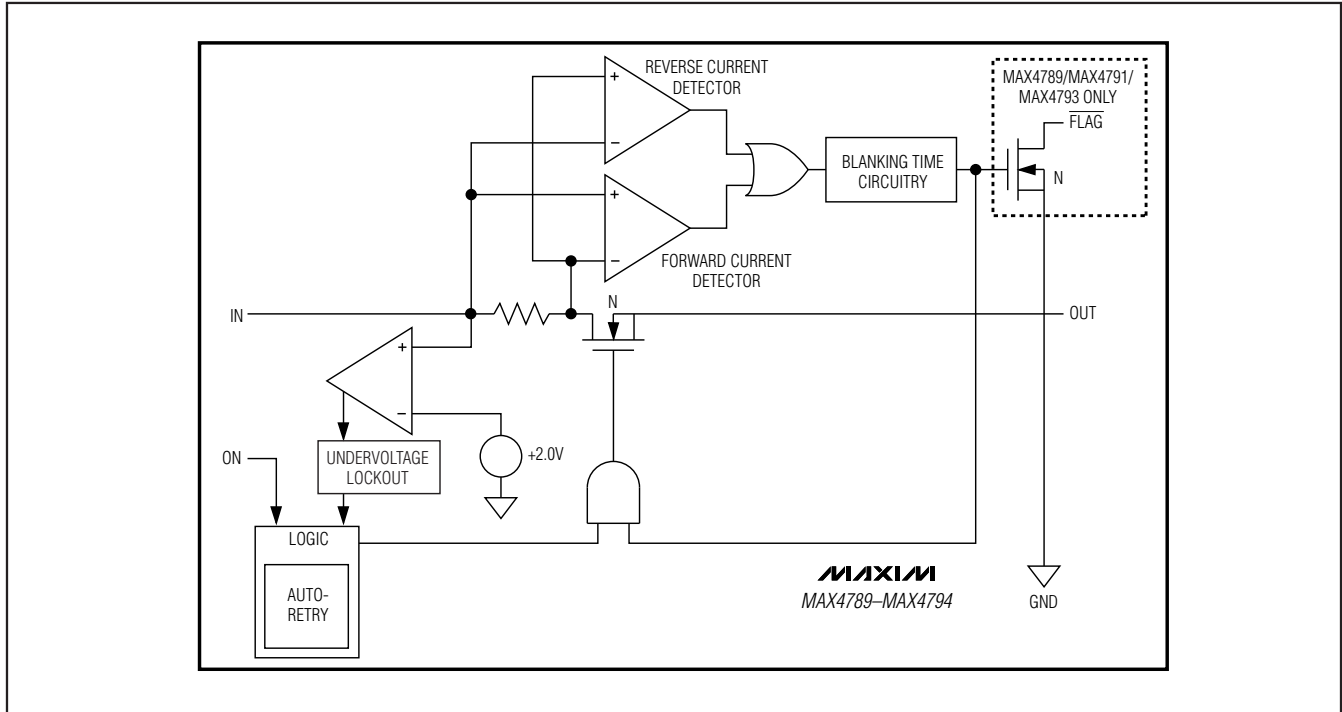 REVERSE CURRENT
DETECTOR
+
−
MAX4789/MAX4791/
MAX4793 ONLY
FLAG
N
BLANKING TIME
CIRCUITRY
+
−
FORWARD CURRENT
DETECTOR
IN
N
OUT
+
−
+2.0V
ON
UNDERVOLTAGE
LOCKOUT
LOGIC
AUTO-
RETRY
MAXIM
MAX4789–MAX4794
GND